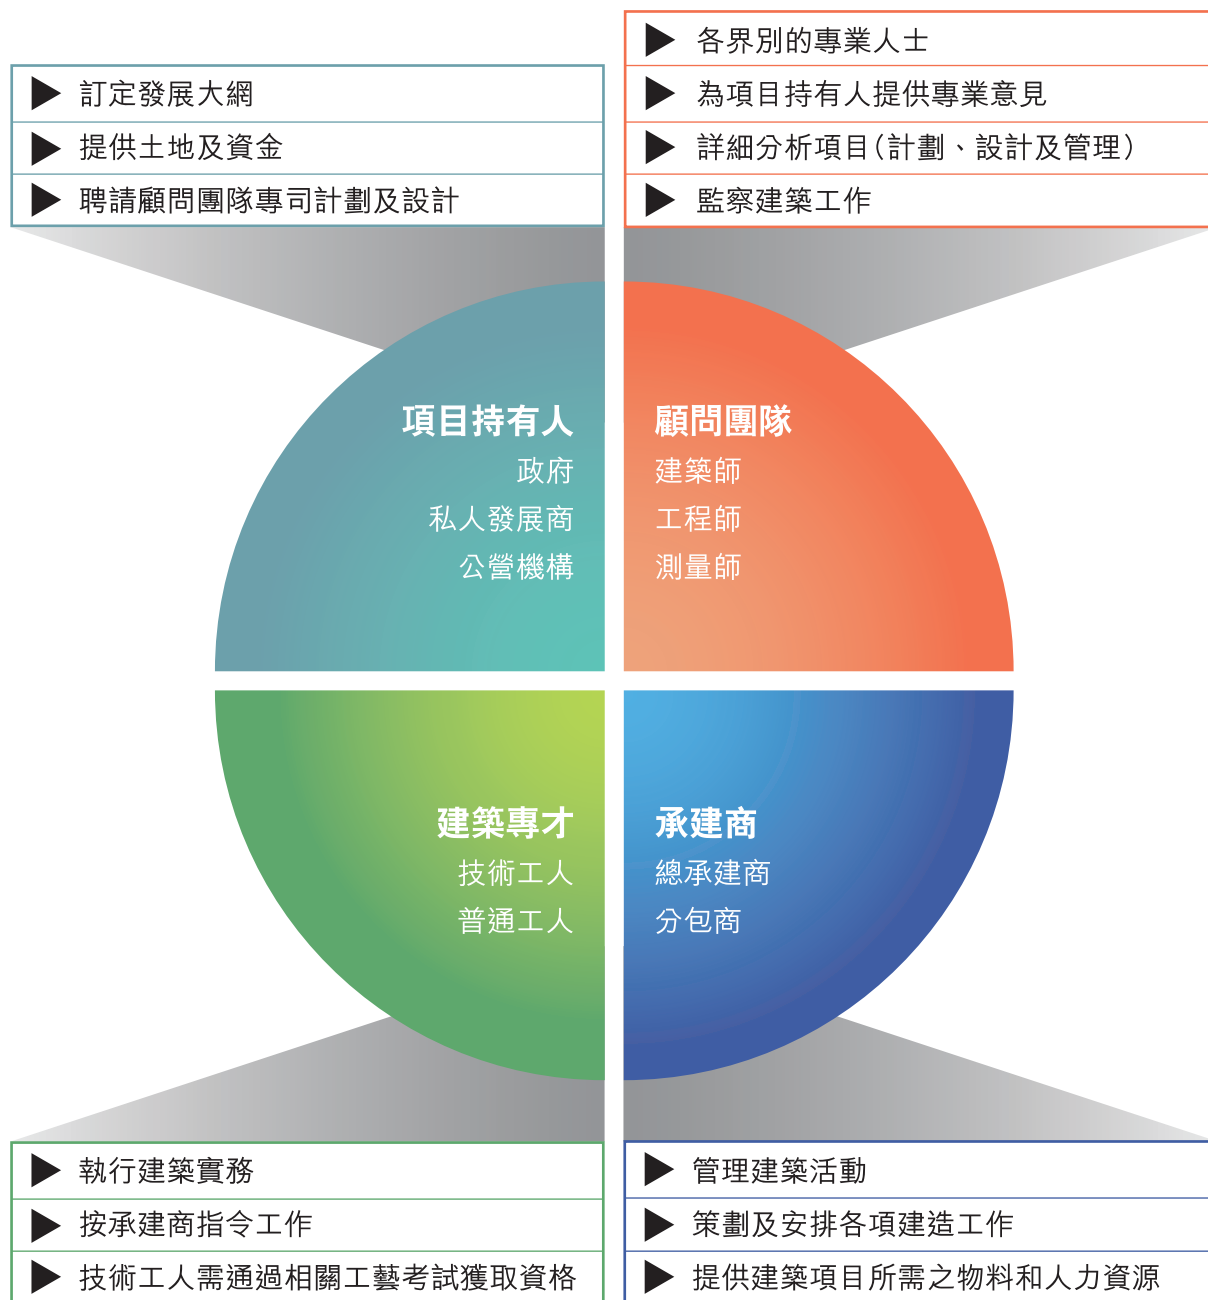 訂定發展大網
提供土地及資金
聘請顧問團隊專司計劃及設計
各界別的專業人士
為項目持有人提供專業意見
詳細分析項目(計劃、設計及管理)
監察建築工作
項目持有人
政府
私人發展商
公營機構
顧問團隊
建築師
工程師
測量師
建築專才
技術工人
普通工人
承建商
總承建商
分包商
執行建築實務
按承建商指令工作
技術工人需通過相關工藝考試獲取資格
管理建築活動
策劃及安排各項建造工作
提供建築項目所需之物料和人力資源